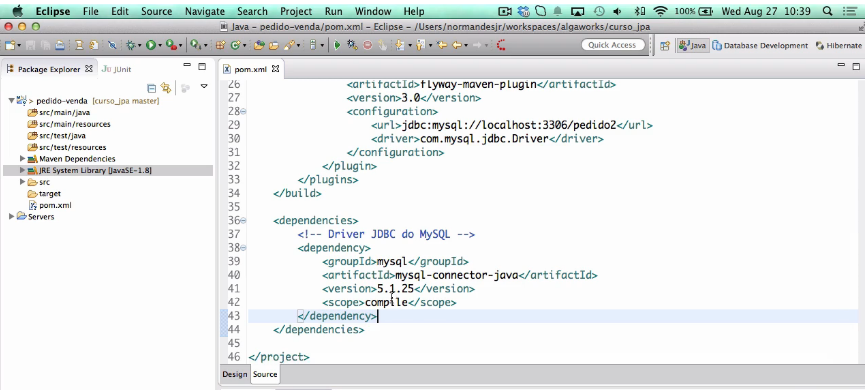 Eclipse File Edit Source Navigate Search Project Run Window Help 100% Wed Aug 27 10:39
Java - pedido-venda/pom.xml - Eclipse - /Users/normandesjr/workspaces/algaworks/curso_jpa
Quick Access Java Database Development Hibernate
Package Explorer JUnit
pedido-venda [curso_jpa master]
src/main/java
src/main/resources
src/test/java
src/test/resources
Maven Dependencies
JRE System Library [JavaSE-1.8]
src
target
pom.xml
Servers
pom.xml
26 <artifactId>flyway-maven-plugin</artifactId>
27 <version>3.0</version>
28 <configuration>
29 <url>jdbc:mysql://localhost:3306/pedido2</url>
30 <driver>com.mysql.jdbc.Driver</driver>
31 </configuration>
32 </plugin>
33 </plugins>
34 </build>
35
36 <dependencies>
37 <!-- Driver JDBC do MySQL -->
38 <dependency>
39 <groupId>mysql</groupId>
40 <artifactId>mysql-connector-java</artifactId>
41 <version>5.1.25</version>
42 <scope>compile</scope>
43 </dependency>
44 </dependencies>
45
46 </project>
Design Source